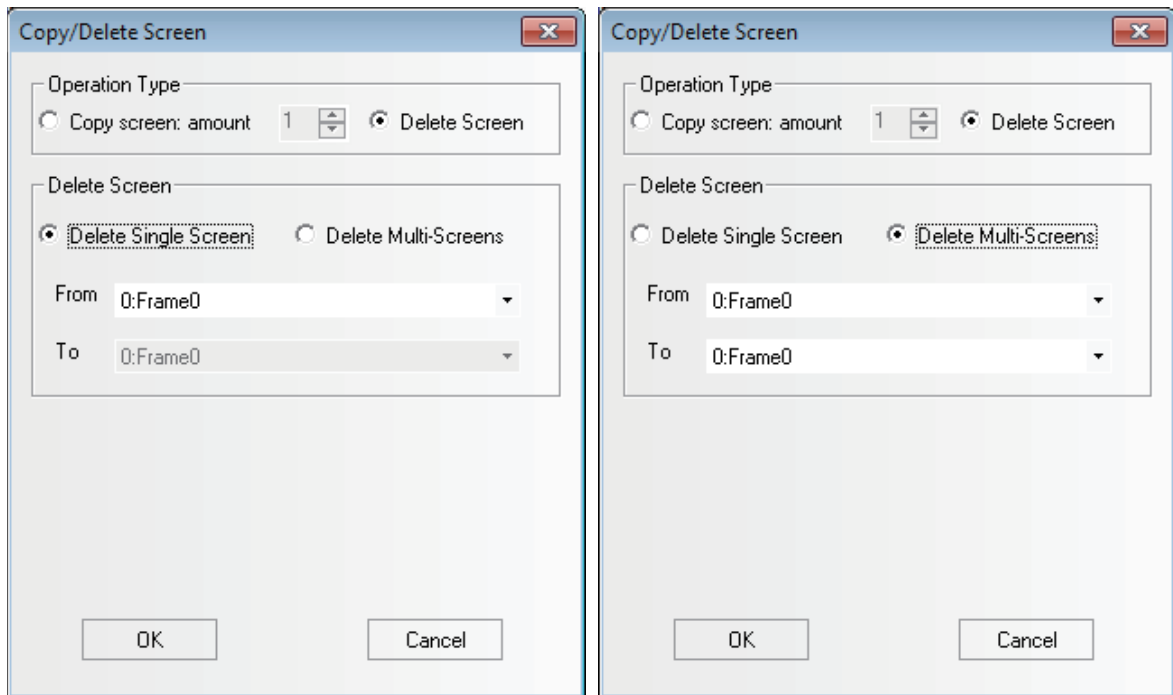 Copy/Delete Screen
Operation Type
Copy screen: amount 1 Delete Screen
Delete Screen
Delete Single Screen Delete Multi-Screens
From 0:Frame0
To 0:Frame0
OK Cancel
Copy/Delete Screen
Operation Type
Copy screen: amount 1 Delete Screen
Delete Screen
Delete Single Screen Delete Multi-Screens
From 0:Frame0
To 0:Frame0
OK Cancel